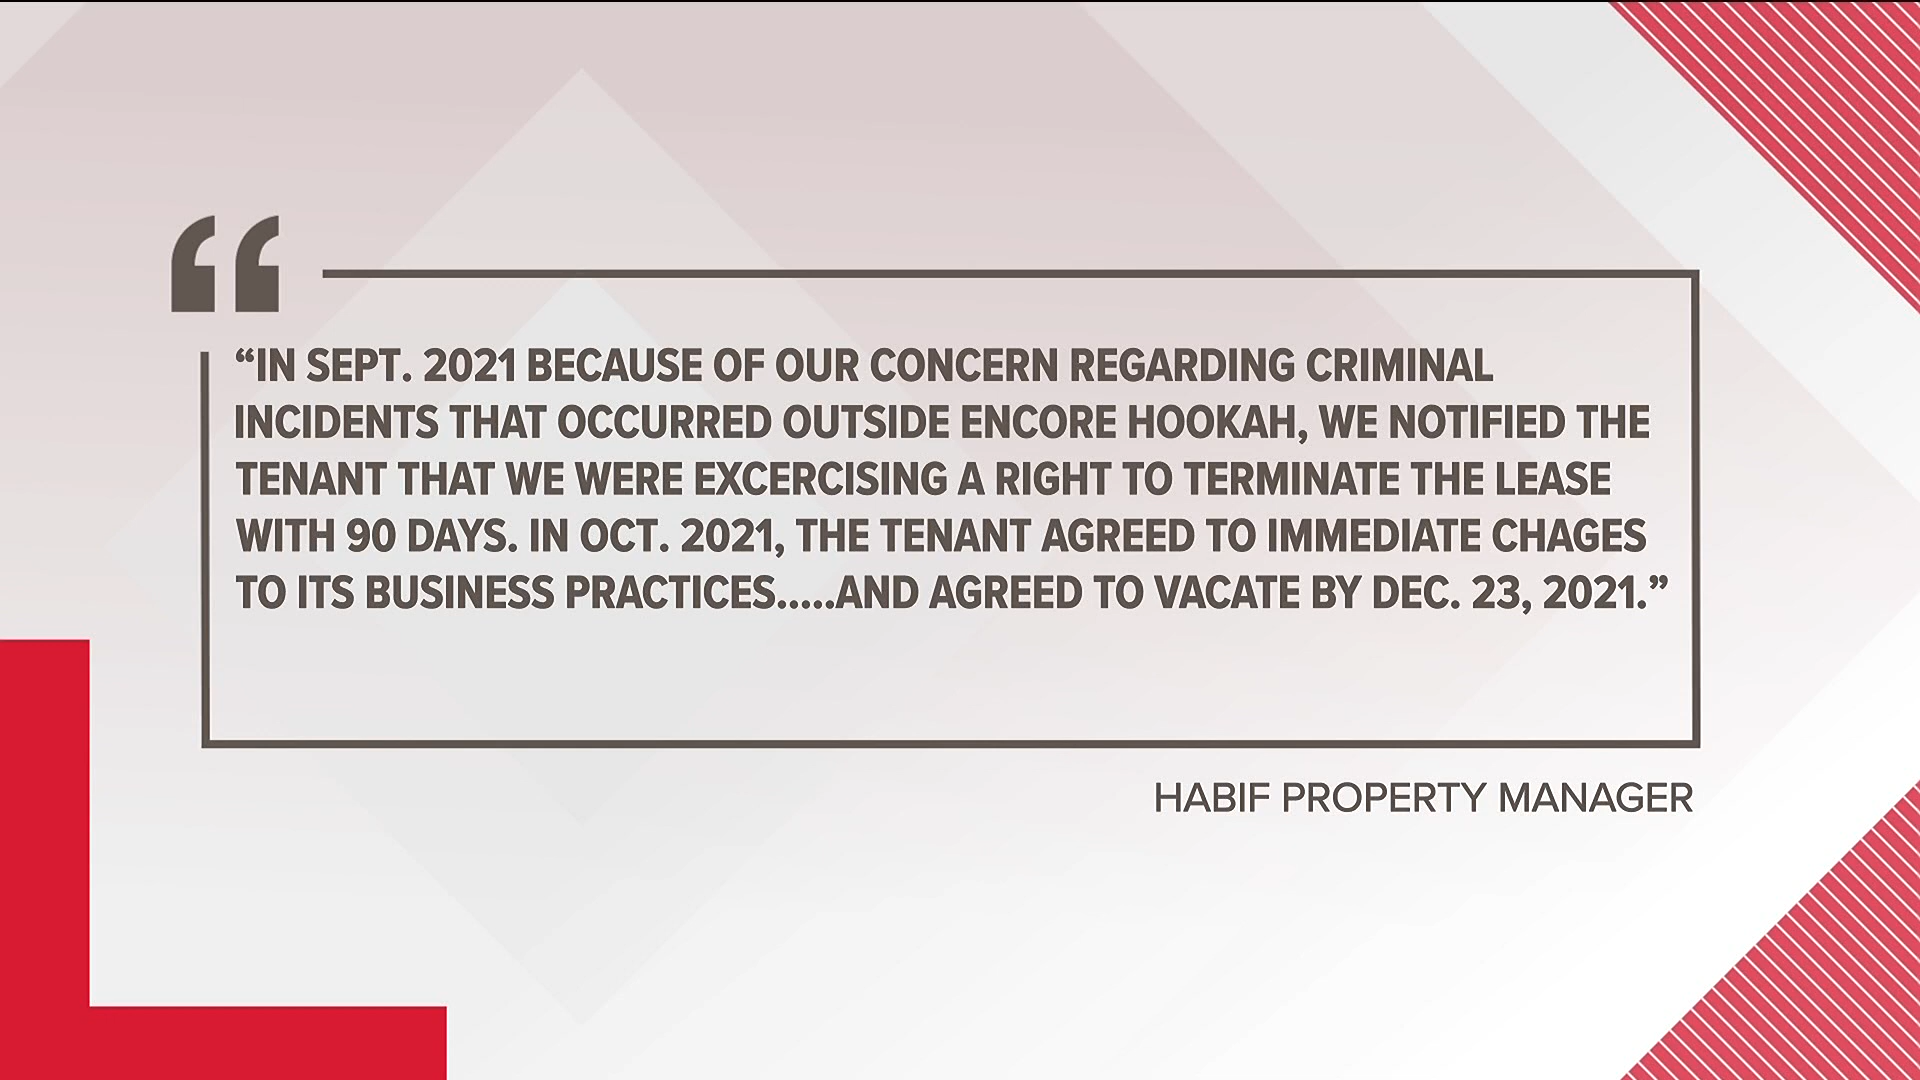 “IN SEPT. 2021 BECAUSE OF OUR CONCERN REGARDING CRIMINAL
INCIDENTS THAT OCCURRED OUTSIDE ENCORE HOOKAH, WE NOTIFIED THE
TENANT THAT WE WERE EXCERCISING A RIGHT TO TERMINATE THE LEASE
WITH 90 DAYS. IN OCT. 2021, THE TENANT AGREED TO IMMEDIATE CHAGES
TO ITS BUSINESS PRACTICES.....AND AGREED TO VACATE BY DEC. 23, 2021.”
HABIF PROPERTY MANAGER